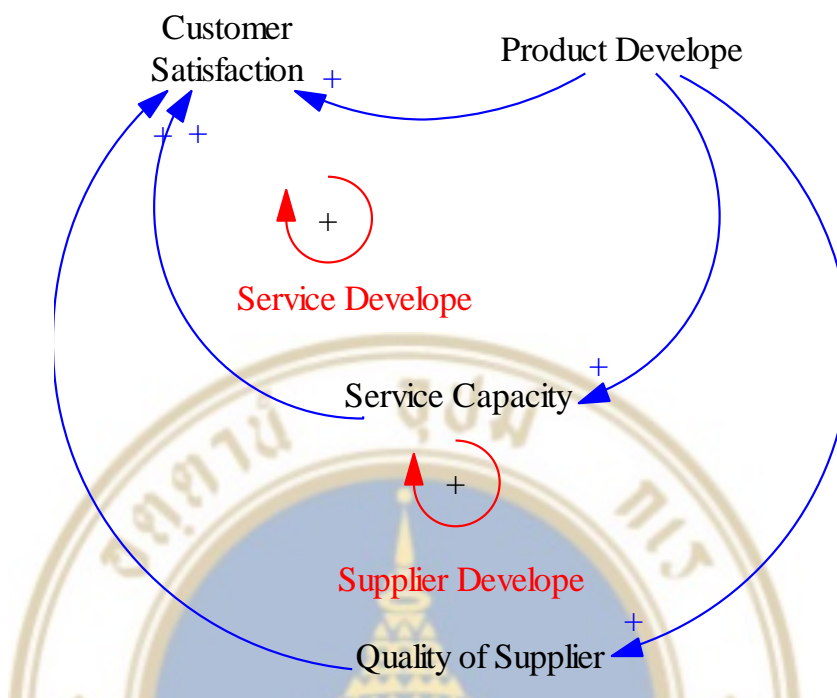 Customer
Satisfaction
+
Product Develope
+ +
+
Service Develope
+
Service Capacity
+
Supplier Develope
+
Quality of Supplier